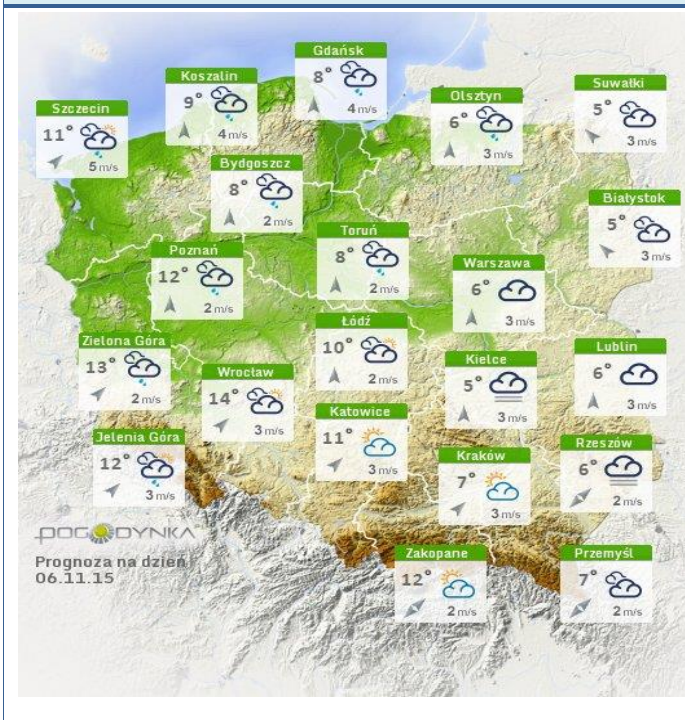 Gdańsk
8°
4 m/s
Koszalin
9°
4 m/s
Suwałki
5°
3 m/s
Olsztyn
6°
3 m/s
Szczecin
11°
5 m/s
Bydgoszcz
8°
2 m/s
Białystok
5°
3 m/s
Toruń
8°
2 m/s
Poznań
12°
2 m/s
Warszawa
6°
3 m/s
Łódź
10°
2 m/s
Zielona Góra
13°
2 m/s
Lublin
6°
3 m/s
Kielce
5°
3 m/s
Wrocław
14°
3 m/s
Katowice
11°
3 m/s
Jelenia Góra
12°
3 m/s
Rzeszów
6°
2 m/s
Kraków
7°
3 m/s
POGODYNKA
Prognoza na dzień
06.11.15
Zakopane
12°
2 m/s
Przemyśl
7°
2 m/s